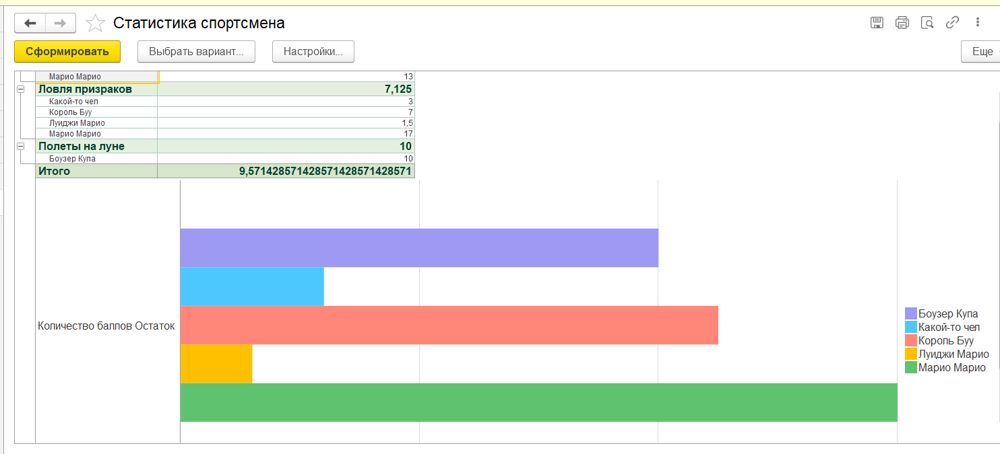 Статистика спортсмена
Сформировать Выбрать вариант... Настройки... Еще
Марио Марио 13
Ловля призраков 7,125
Какой-то чел 3
Король Буу 7
Луиджи Марио 1,5
Марио Марио 17
Полеты на луне 10
Боузер Купа 10
Итого 9,571428571428571428571428571
Количество баллов Остаток
Боузер Купа
Какой-то чел
Король Буу
Луиджи Марио
Марио Марио